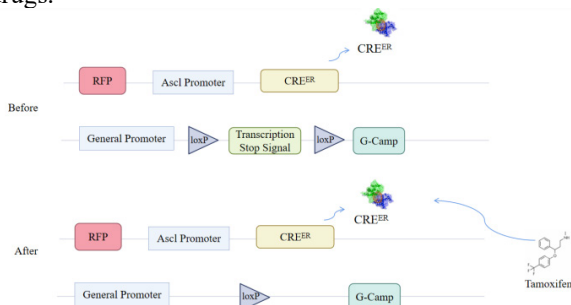 rugs.
CRE^ER
RFP Ascl Promoter CRE^ER
Before
General Promoter loxP Transcription Stop Signal loxP G-Camp
CRE^ER
RFP Ascl Promoter CRE^ER
After
General Promoter loxP G-Camp
Tamoxifen